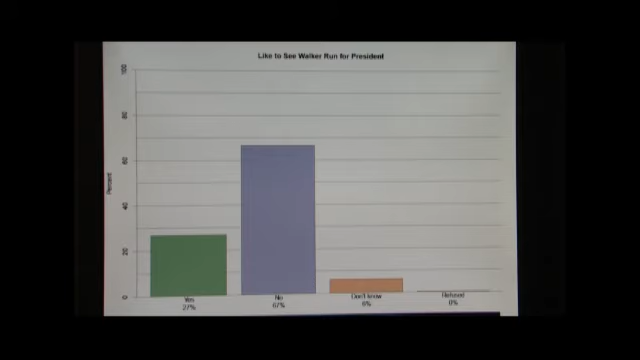 Like to See Walker Run for President
Percent
100
80
60
40
20
0
Yes
27%
No
67%
Don't know
6%
Refused
0%